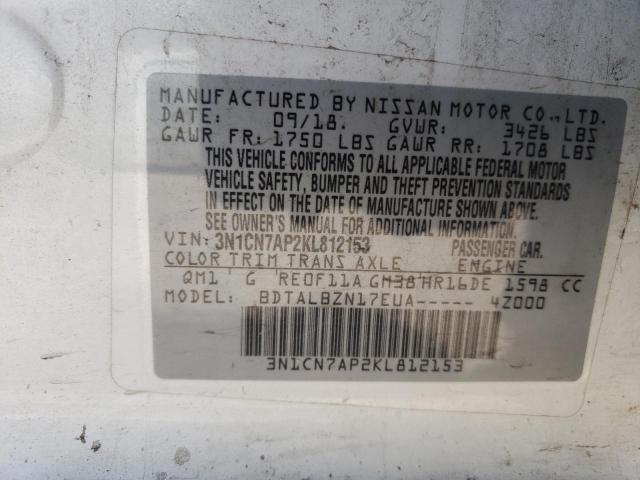 MANUFACTURED BY NISSAN MOTOR CO., LTD.
DATE: 09/18. GVWR: 3426 LBS
GAWR FR: 1750 LBS GAWR RR: 1708 LBS
THIS VEHICLE CONFORMS TO ALL APPLICABLE FEDERAL MOTOR
VEHICLE SAFETY, BUMPER AND THEFT PREVENTION STANDARDS
IN EFFECT ON THE DATE OF MANUFACTURE SHOWN ABOVE.
SEE OWNER'S MANUAL FOR ADDITIONAL INFORMATION.
VIN: 3N1CN7AP2KL812153 PASSENGER CAR.
COLOR TRIM TRANS AXLE ENGINE
QM1 G RE0F11A GM38 HR16DE 1598 CC
MODEL: BDTALBZN17EUA----- 4Z000
3N1CN7AP2KL812153